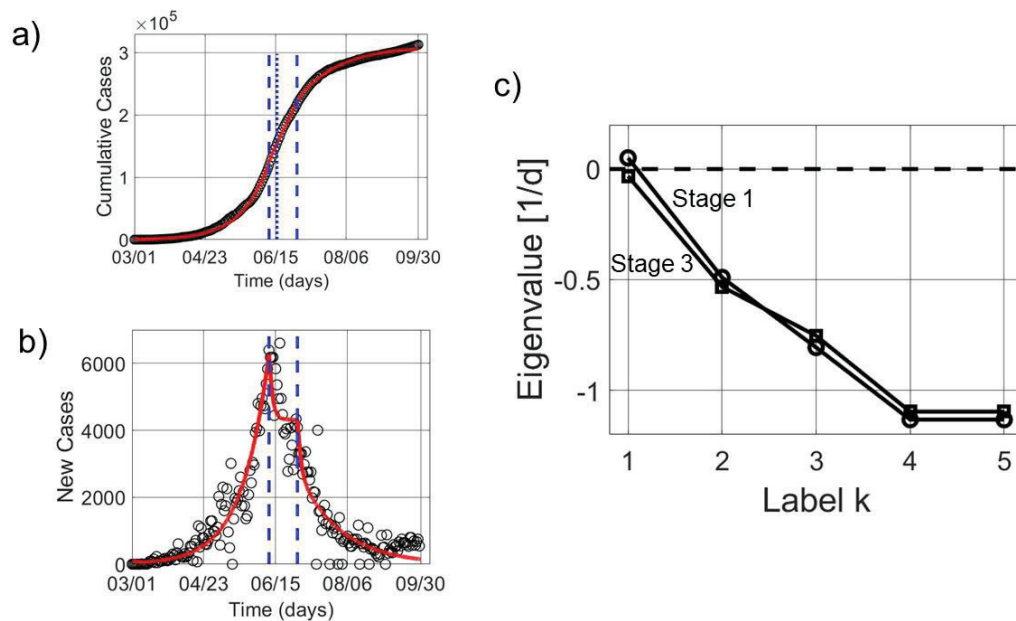 a)
×10⁵
3
2
1
0
Cumulative Cases
03/01 04/23 06/15 08/06 09/30
Time (days)
b)
6000
4000
2000
0
New Cases
03/01 04/23 06/15 08/06 09/30
Time (days)
c)
0
-0.5
-1
Eigenvalue [1/d]
Stage 1
Stage 3
1 2 3 4 5
Label k